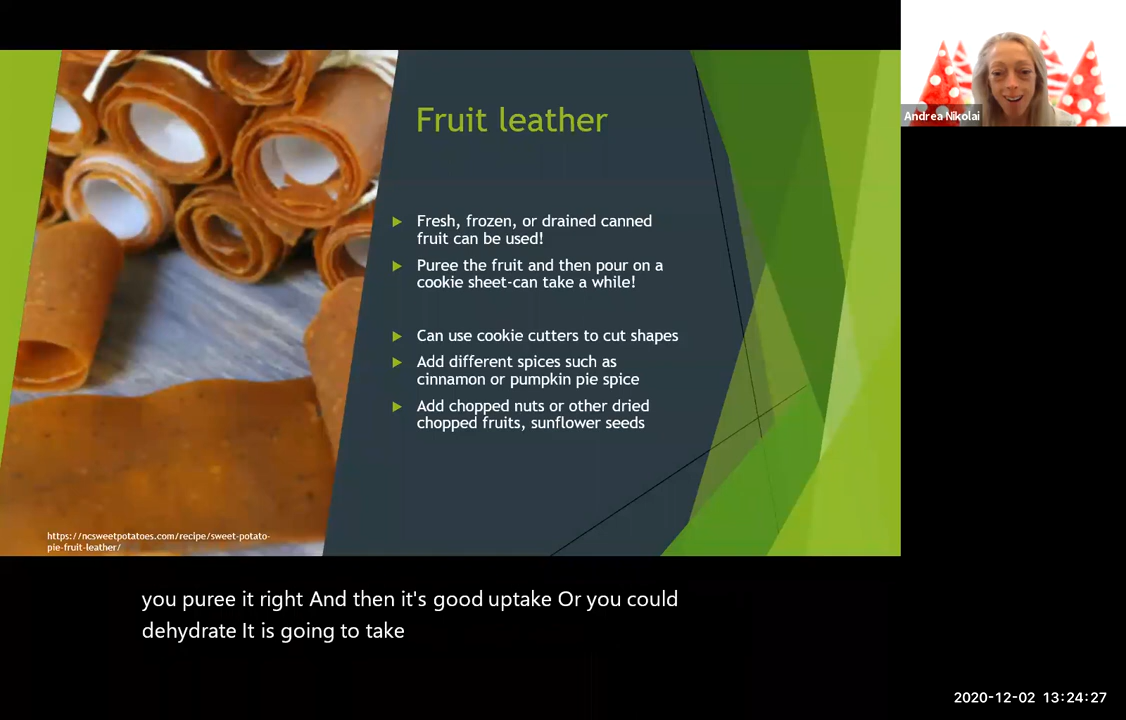 Andrea Nikolai
Fruit leather
Fresh, frozen, or drained canned
fruit can be used!
Puree the fruit and then pour on a
cookie sheet-can take a while!
Can use cookie cutters to cut shapes
Add different spices such as
cinnamon or pumpkin pie spice
Add chopped nuts or other dried
chopped fruits, sunflower seeds
https://ncsweetpotatoes.com/recipe/sweet-potato-
pie-fruit-leather/
you puree it right And then it's good uptake Or you could
dehydrate It is going to take
2020-12-02 13:24:27